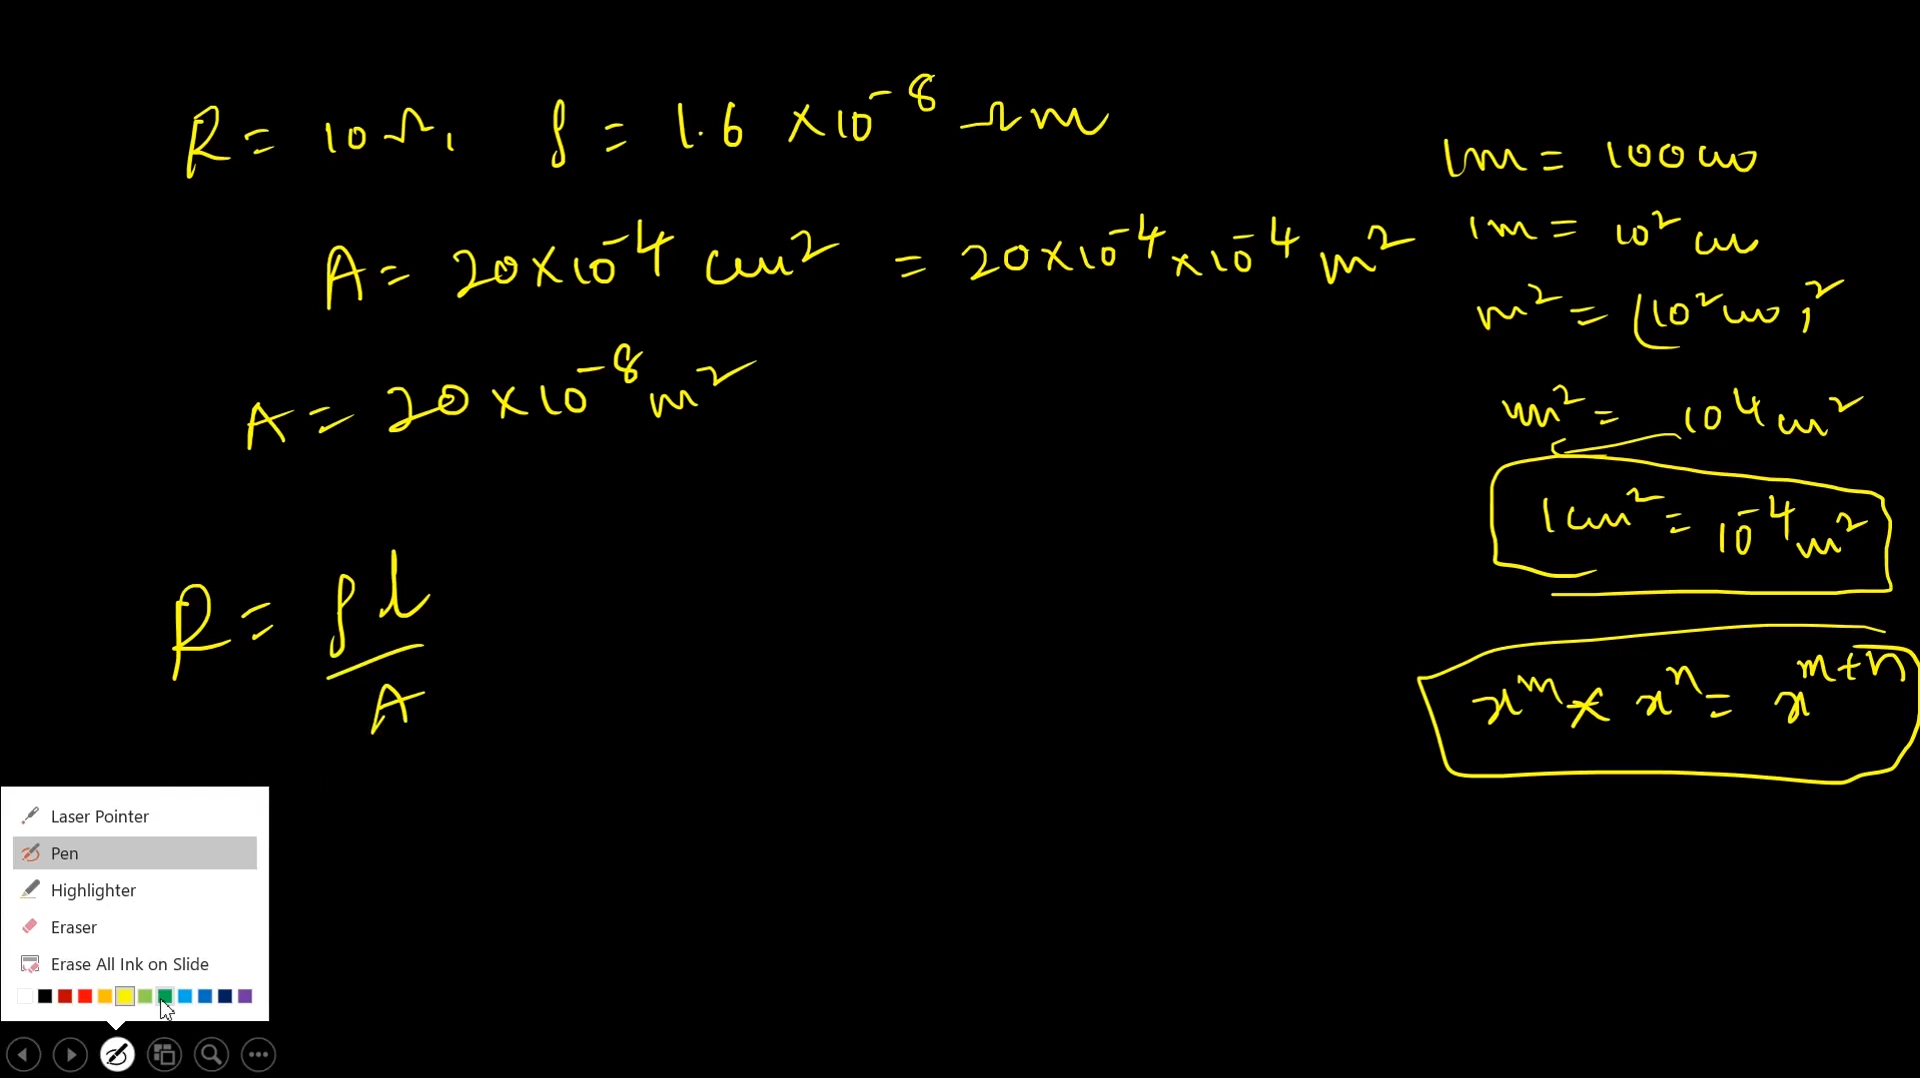 R = 10Ω, ρ = 1.6 × 10⁻⁸ Ωm
A = 20×10⁻⁴ cm² = 20×10⁻⁴×10⁻⁴ m²
A = 20×10⁻⁸ m²
R = ρl
A
1m = 100cm
1m = 10² cm
m² = (10² cm)²
m² = 10⁴ cm²
1cm² = 10⁻⁴ m²
xᵐ × xⁿ = xᵐ⁺ⁿ
Laser Pointer
Pen
Highlighter
Eraser
Erase All Ink on Slide